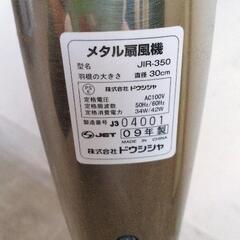 メタル扇風機
型名 JIR-350
羽根の大きさ 直径 30cm
PS E 株式会社ドウシシャ
定格電圧 AC100V
定格周波数 50Hz/60Hz
定格消費電力 34W/42W
製造番号 J3 04001
JET 09年製
MADE IN CHINA
株式会社ドウシシャ